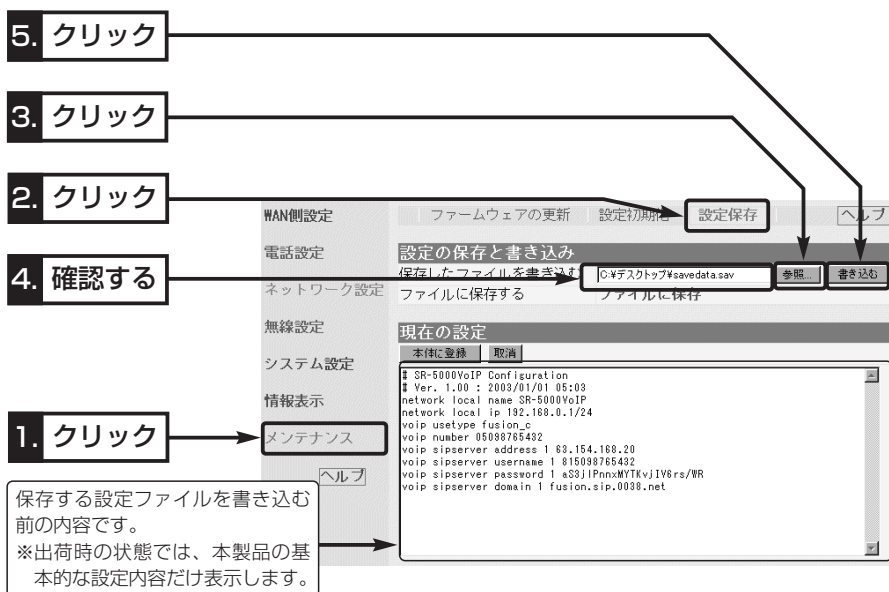 5. クリック
3. クリック
2. クリック
4. 確認する
1. クリック
WAN側設定
電話設定
ネットワーク設定
無線設定
システム設定
情報表示
メンテナンス
ヘルプ
ファームウェアの更新 設定初期化 設定保存 ヘルプ
設定の保存と書き込み
保存したファイルを書き込む C:¥デスクトップ¥savedata.sav 参照... 書き込む
ファイルに保存する ファイルに保存
現在の設定
本体に登録 取消
# SR-5000VoIP Configuration
# Ver. 1.00 : 2003/01/01 05:03
network local name SR-5000VoIP
network local ip 192.168.0.1/24
voip usetype fusion_c
voip number 05098765432
voip sipserver address 1 63.154.168.20
voip sipserver username 1 815098765432
voip sipserver password 1 aS3jIPnnxMYTKvjIV6rs/WR
voip sipserver domain 1 fusion.sip.0038.net
保存する設定ファイルを書き込む
前の内容です。
※出荷時の状態では、本製品の基
本的な設定内容だけ表示します。